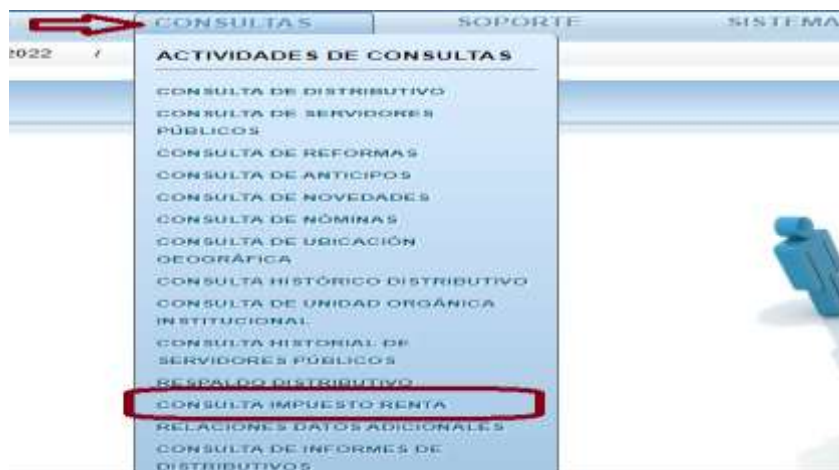 CONSULTAS SOPORTE SISTEMA
2022 /
ACTIVIDADES DE CONSULTAS
CONSULTA DE DISTRIBUTIVO
CONSULTA DE SERVIDORES
PÚBLICOS
CONSULTA DE REFORMAS
CONSULTA DE ANTICIPOS
CONSULTA DE NOVEDADES
CONSULTA DE NÓMINAS
CONSULTA DE UBICACIÓN
GEOGRÁFICA
CONSULTA HISTÓRICO DISTRIBUTIVO
CONSULTA DE UNIDAD ORGÁNICA
INSTITUCIONAL
CONSULTA HISTORIAL DE
SERVIDORES PÚBLICOS
RESPALDO DISTRIBUTIVO
CONSULTA IMPUESTO RENTA
RELACIONES DATOS ADICIONALES
CONSULTA DE INFORMES DE
DISTRIBUTIVOS